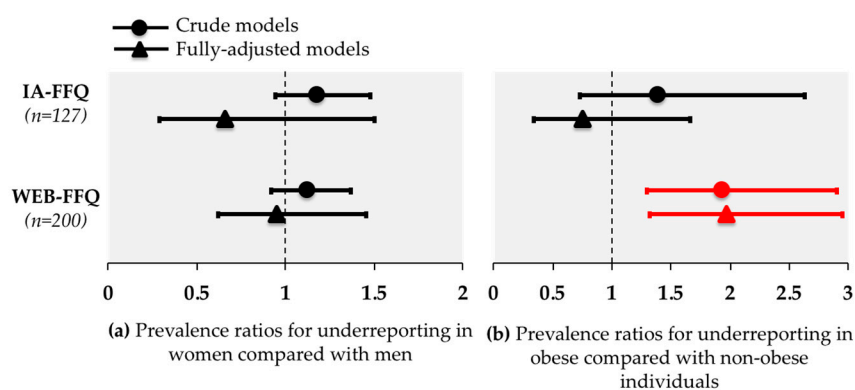 Crude models
Fully-adjusted models
IA-FFQ
(n=127)
WEB-FFQ
(n=200)
0 0.5 1 1.5 2
0 0.5 1 1.5 2 2.5 3
(a) Prevalence ratios for underreporting in
women compared with men
(b) Prevalence ratios for underreporting in
obese compared with non-obese
individuals